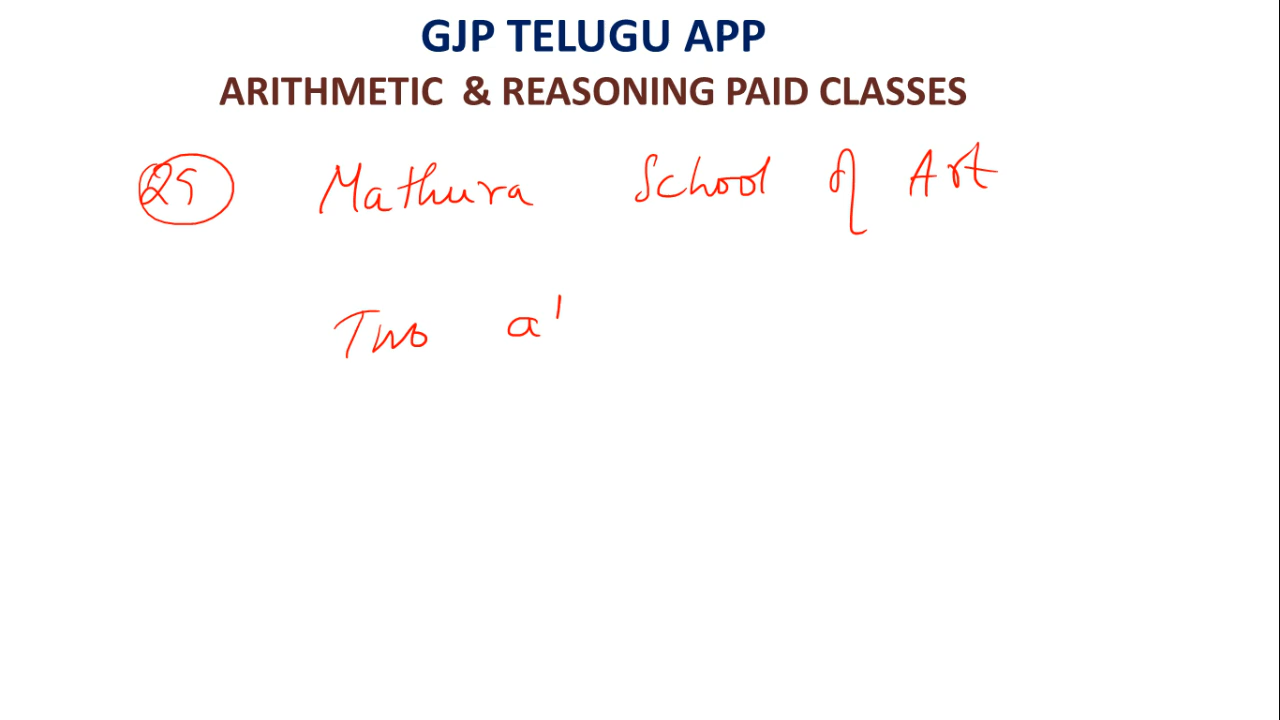 GJP TELUGU APP
ARITHMETIC & REASONING PAID CLASSES
25 Mathura School of Art
Two a'